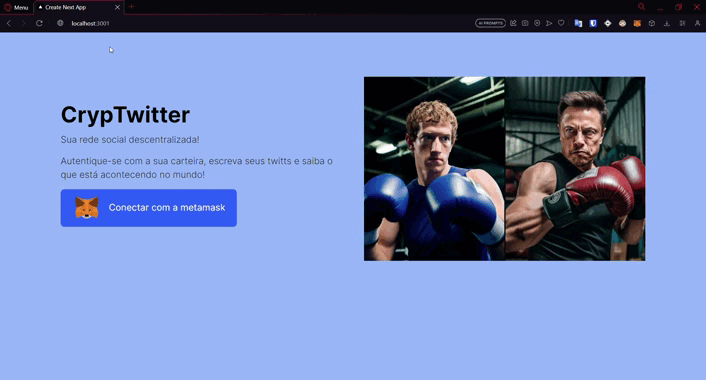 Menu
Create Next App
localhost:3001
AI PROMPTS
CrypTwitter
Sua rede social descentralizada!
Autentique-se com a sua carteira, escreva seus twitts e saiba o
que está acontecendo no mundo!
Conectar com a metamask